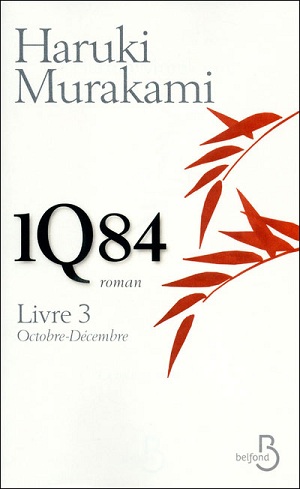 Haruki
Murakami
1Q84
roman
Livre 3
Octobre-Décembre
B
belfond